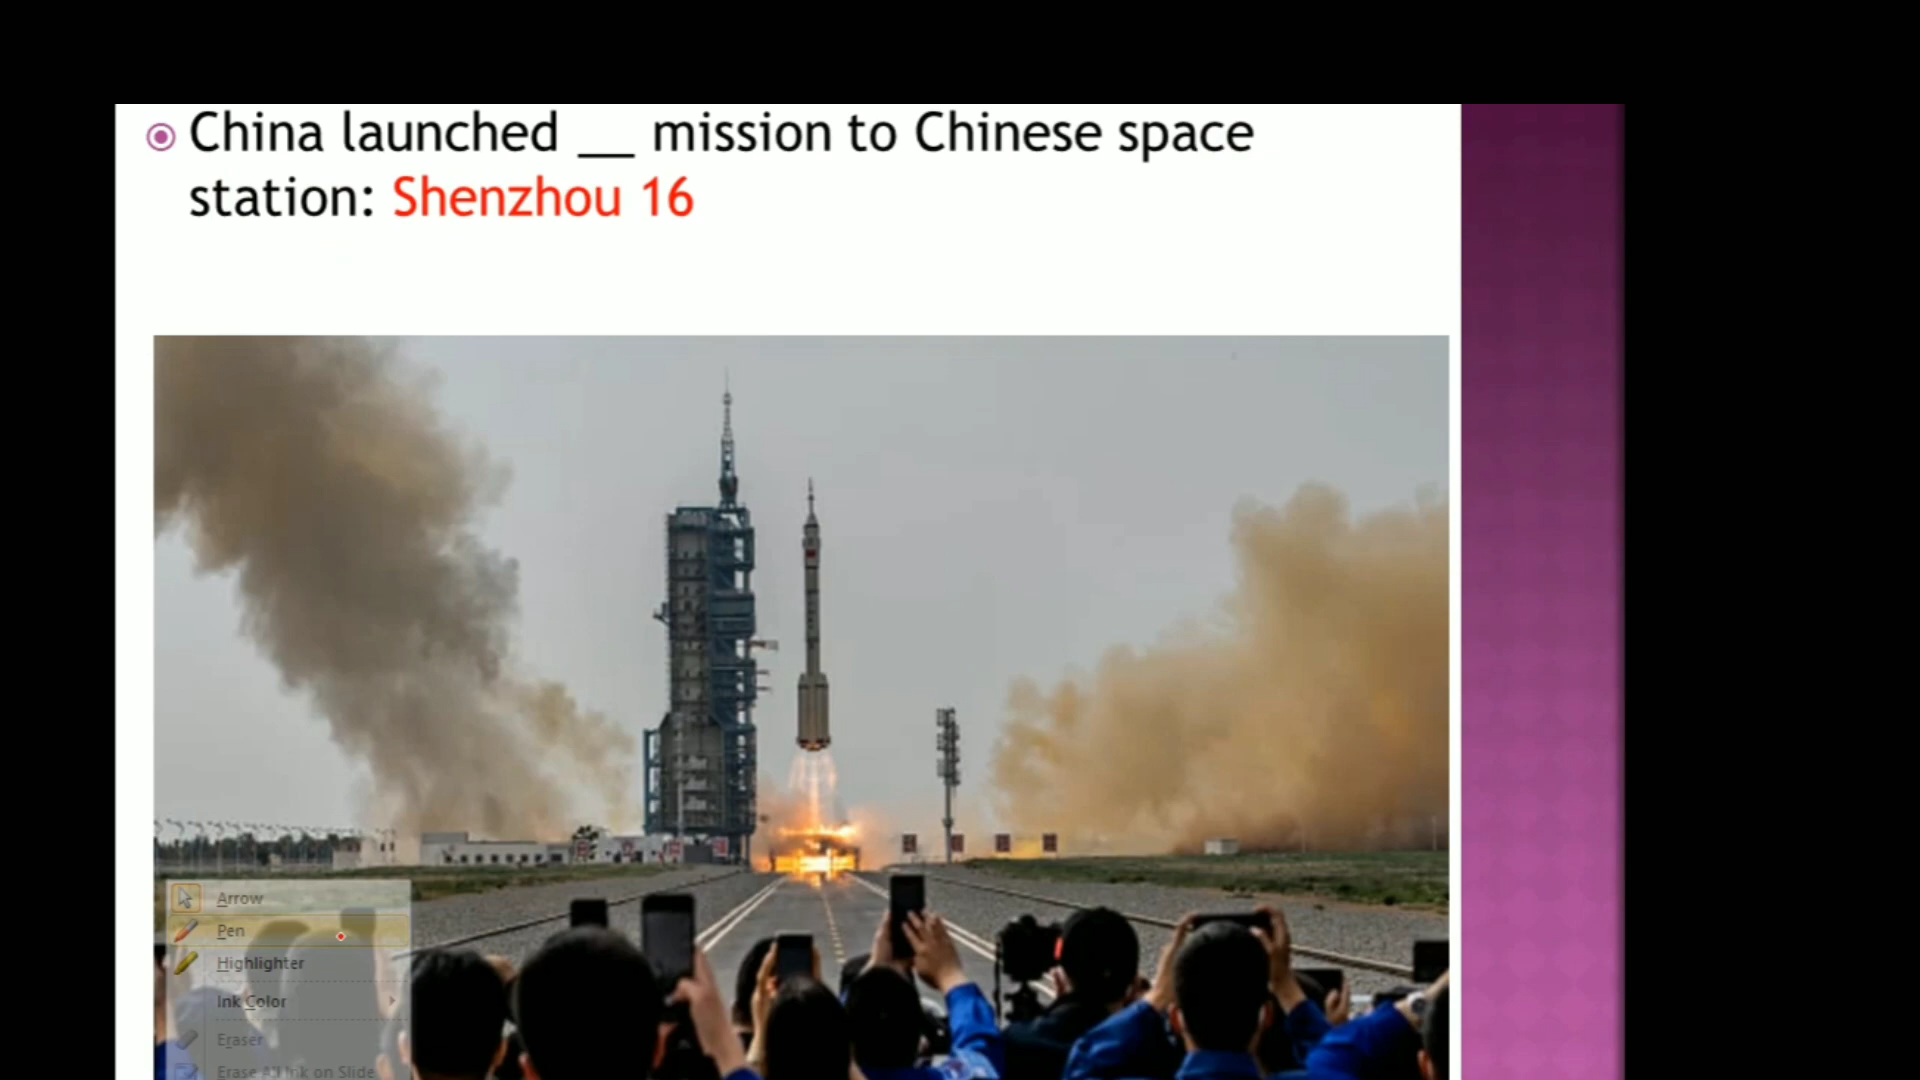 China launched __ mission to Chinese space
station: Shenzhou 16
Arrow
Pen
Highlighter
Ink Color
Eraser
Erase All Ink on Slide